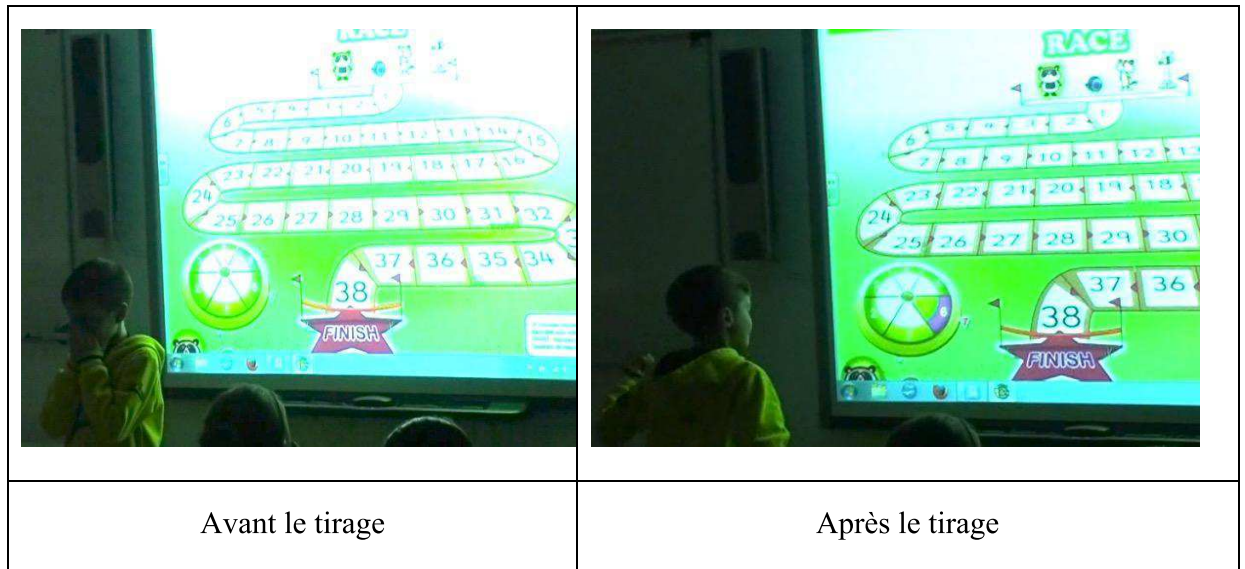 RACE
6 5 4 3 2
7 8 9 10 11 12 13 14 15
23 22 21 20 19 18 17 16
24
25 26 27 28 29 30 31 32
37 36 35 34
38
FINISH
RACE
6 5 4 3 2 1
7 8 9 10 11 12 13
23 22 21 20 19 18
24
25 26 27 28 29 30
37 36
6
38
FINISH
Avant le tirage
Après le tirage